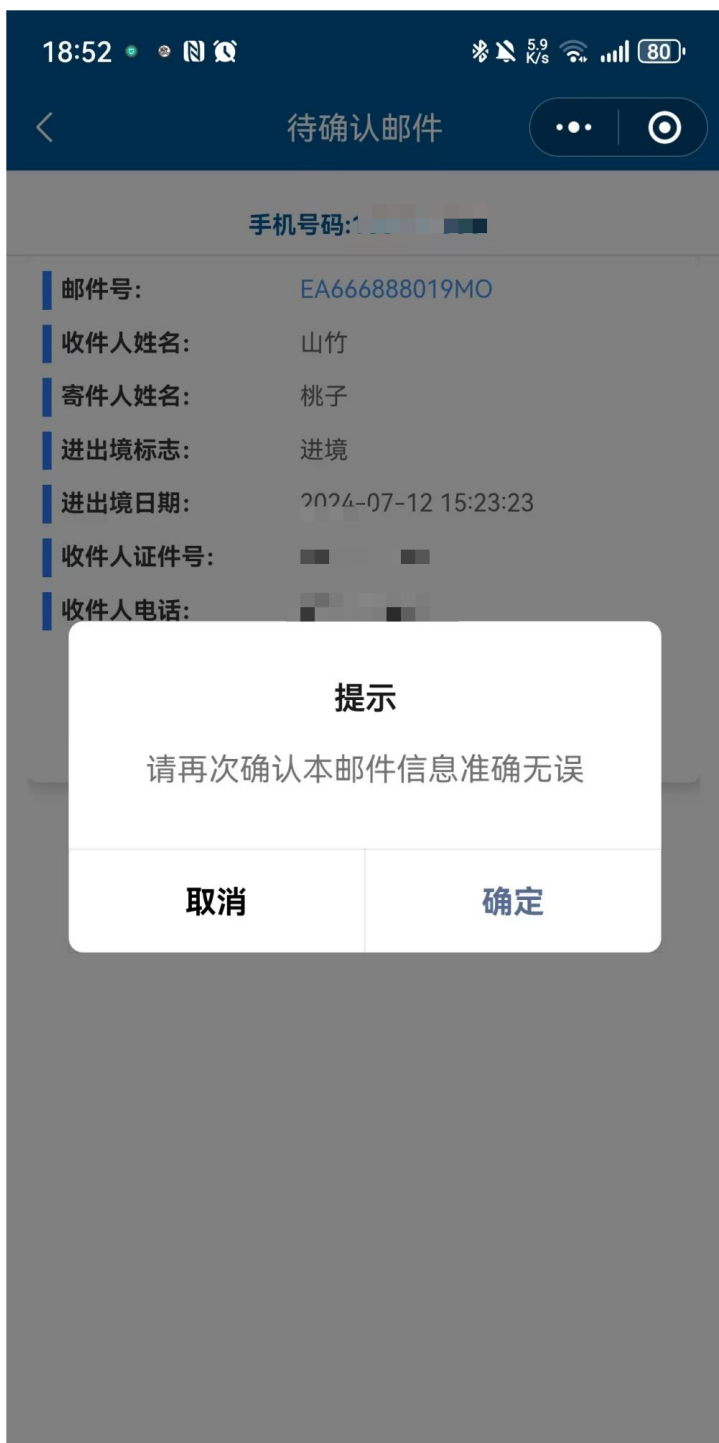 18:52 5.9 K/s 80
待确认邮件
手机号码:
邮件号: EA666888019MO
收件人姓名: 山竹
寄件人姓名: 桃子
进出境标志: 进境
进出境日期: 2024-07-12 15:23:23
收件人证件号:
收件人电话:
提示
请再次确认本邮件信息准确无误
取消 确定